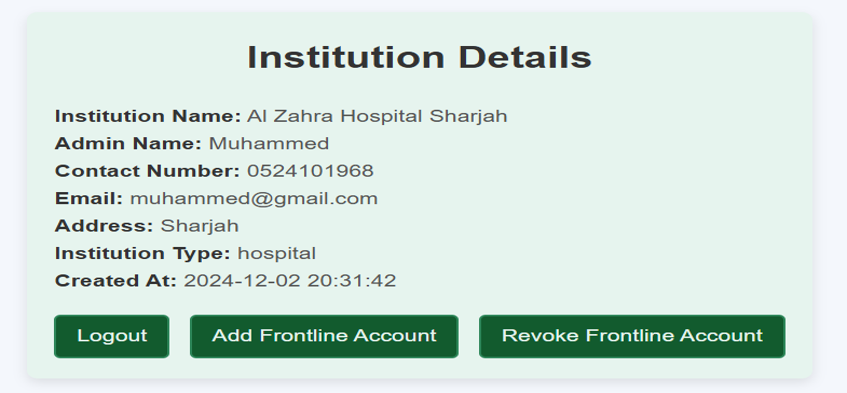 Institution Details
Institution Name: Al Zahra Hospital Sharjah
Admin Name: Muhammed
Contact Number: 0524101968
Email: muhammed@gmail.com
Address: Sharjah
Institution Type: hospital
Created At: 2024-12-02 20:31:42
Logout Add Frontline Account Revoke Frontline Account